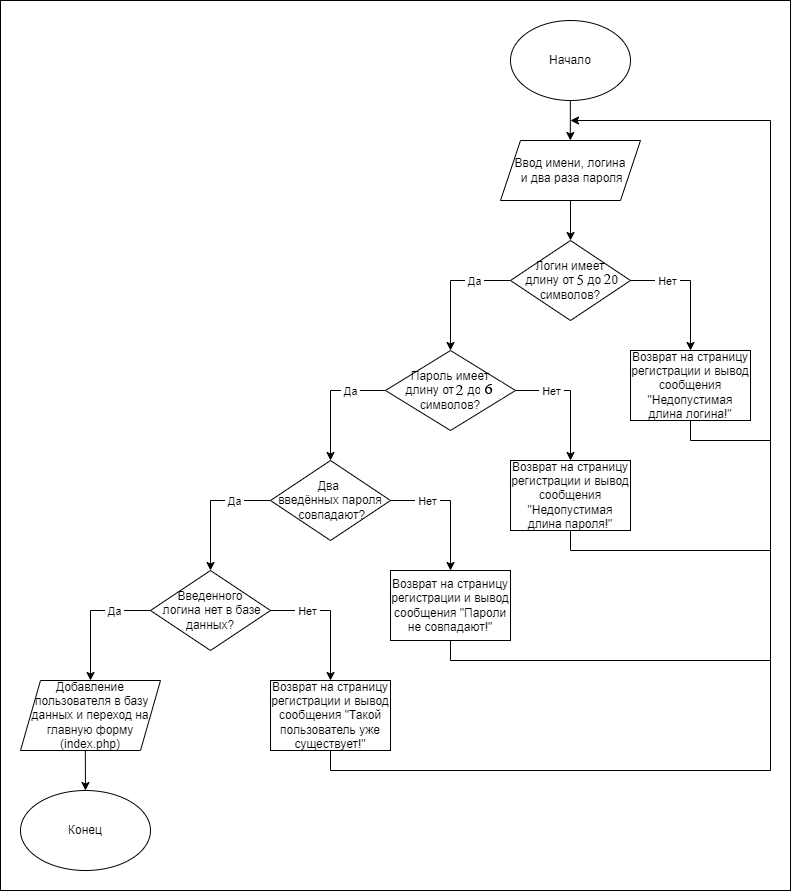 Начало
Ввод имени, логина
и два раза пароля
Логин имеет
длину от 5 до 20
символов?
Да
Нет
Возврат на страницу
регистрации и вывод
сообщения
"Недопустимая
длина логина!"
Пароль имеет
длину от 2 до 6
символов?
Да
Нет
Возврат на страницу
регистрации и вывод
сообщения
"Недопустимая
длина пароля!"
Два
введённых пароля
совпадают?
Да
Нет
Возврат на страницу
регистрации и вывод
сообщения "Пароли
не совпадают!"
Введенного
логина нет в базе
данных?
Да
Нет
Возврат на страницу
регистрации и вывод
сообщения "Такой
пользователь уже
существует!"
Добавление
пользователя в базу
данных и переход на
главную форму
(index.php)
Конец